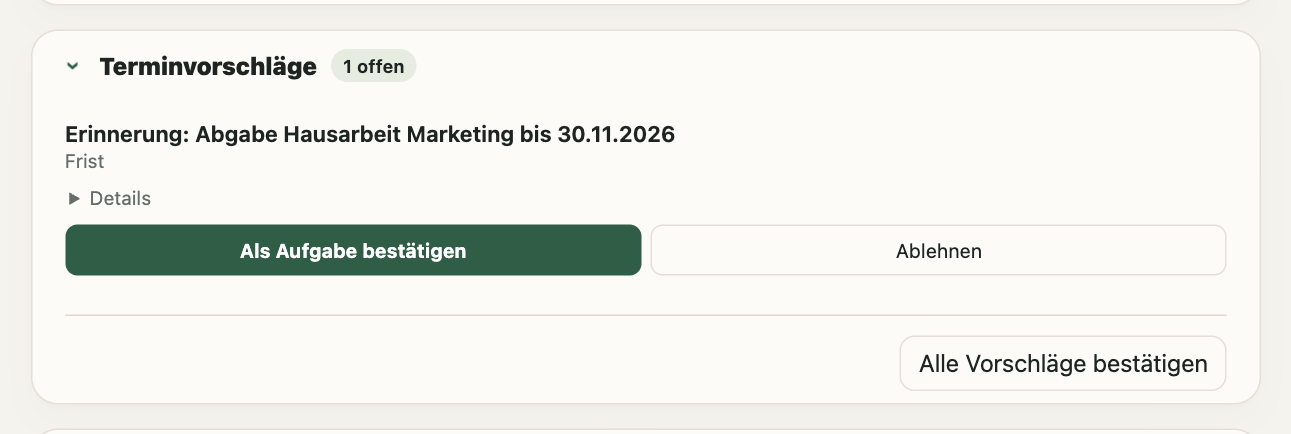 Terminvorschläge 1 offen
Erinnerung: Abgabe Hausarbeit Marketing bis 30.11.2026
Frist
Details
Als Aufgabe bestätigen Ablehnen
Alle Vorschläge bestätigen